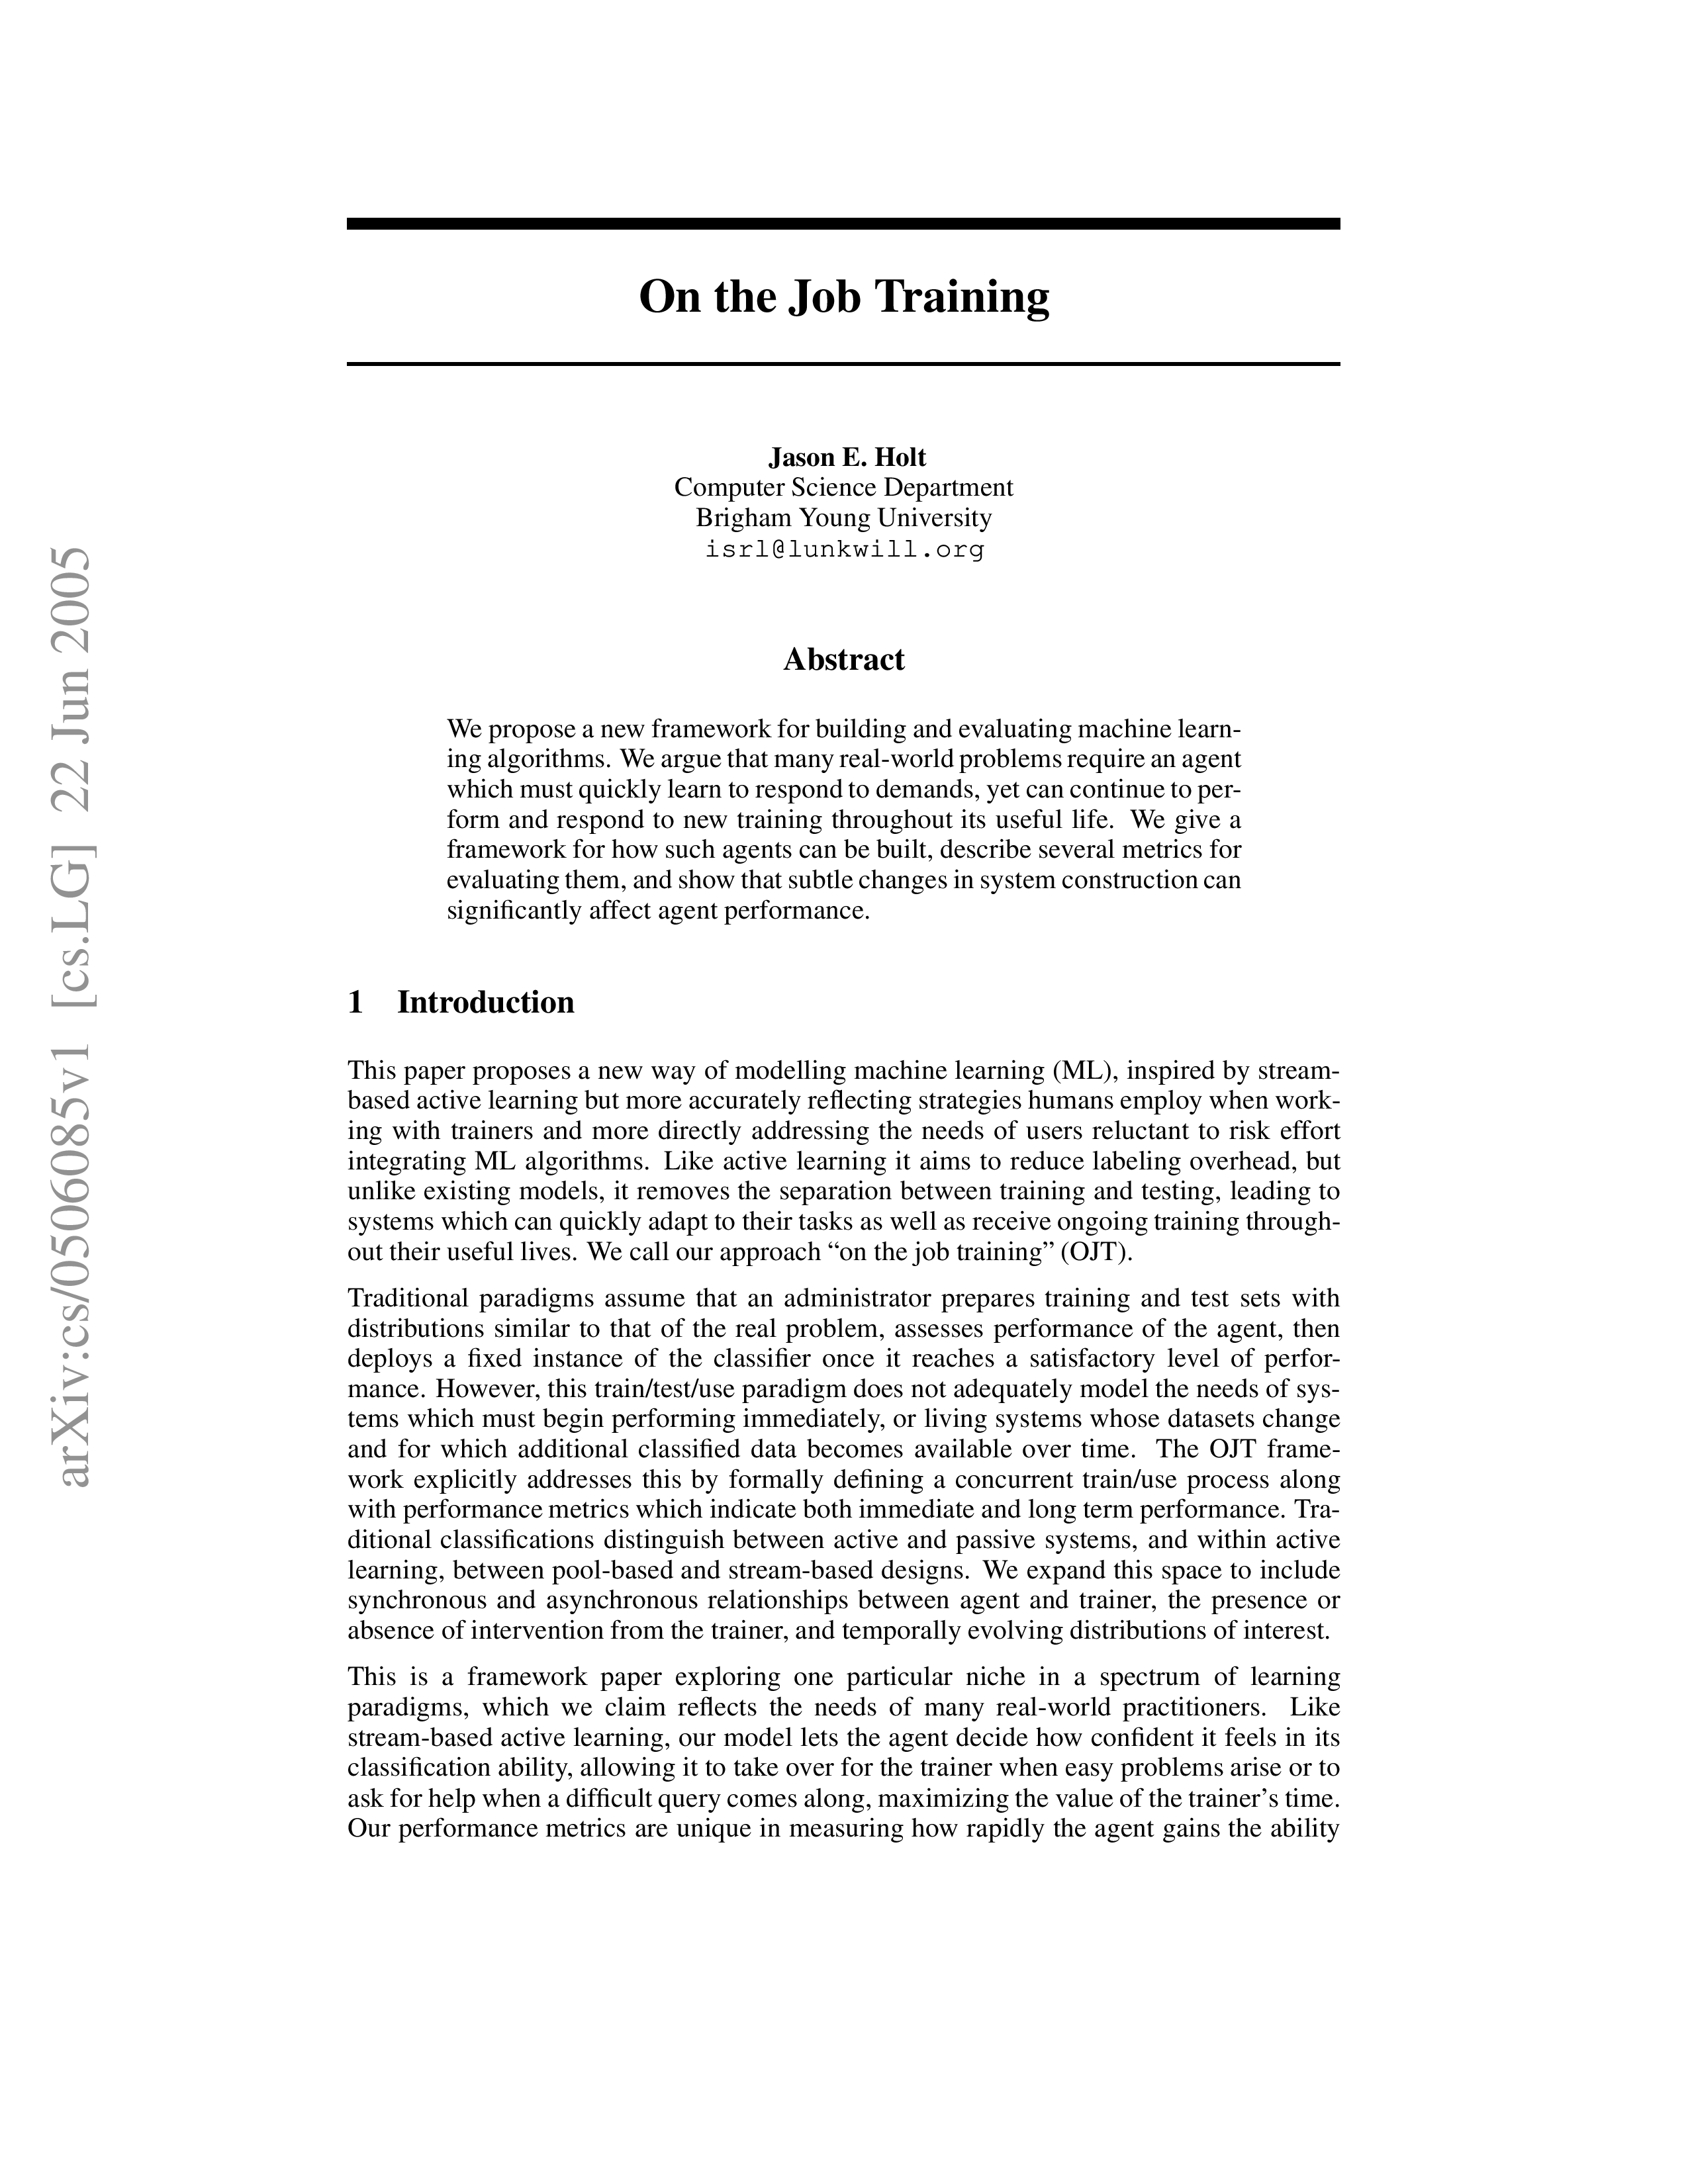 On the Job Training
Jason E. Holt
Computer Science Department
Brigham Young University
isrl@lunkwill.org
Abstract
We propose a new framework for building and evaluating machine learn-
ing algorithms. We argue that many real-world problems require an agent
which must quickly learn to respond to demands, yet can continue to per-
form and respond to new training throughout its useful life. We give a
framework for how such agents can be built, describe several metrics for
evaluating them, and show that subtle changes in system construction can
significantly affect agent performance.
1 Introduction
This paper proposes a new way of modelling machine learning (ML), inspired by stream-
based active learning but more accurately reflecting strategies humans employ when work-
ing with trainers and more directly addressing the needs of users reluctant to risk effort
integrating ML algorithms. Like active learning it aims to reduce labeling overhead, but
unlike existing models, it removes the separation between training and testing, leading to
systems which can quickly adapt to their tasks as well as receive ongoing training through-
out their useful lives. We call our approach “on the job training” (OJT).
Traditional paradigms assume that an administrator prepares training and test sets with
distributions similar to that of the real problem, assesses performance of the agent, then
deploys a fixed instance of the classifier once it reaches a satisfactory level of perfor-
mance. However, this train/test/use paradigm does not adequately model the needs of sys-
tems which must begin performing immediately, or living systems whose datasets change
and for which additional classified data becomes available over time. The OJT frame-
work explicitly addresses this by formally defining a concurrent train/use process along
with performance metrics which indicate both immediate and long term performance. Tra-
ditional classifications distinguish between active and passive systems, and within active
learning, between pool-based and stream-based designs. We expand this space to include
synchronous and asynchronous relationships between agent and trainer, the presence or
absence of intervention from the trainer, and temporally evolving distributions of interest.
This is a framework paper exploring one particular niche in a spectrum of learning
paradigms, which we claim reflects the needs of many real-world practitioners. Like
stream-based active learning, our model lets the agent decide how confident it feels in its
classification ability, allowing it to take over for the trainer when easy problems arise or to
ask for help when a difficult query comes along, maximizing the value of the trainer’s time.
Our performance metrics are unique in measuring how rapidly the agent gains the ability
arXiv:cs/0506085v1 [cs.LG] 22 Jun 2005